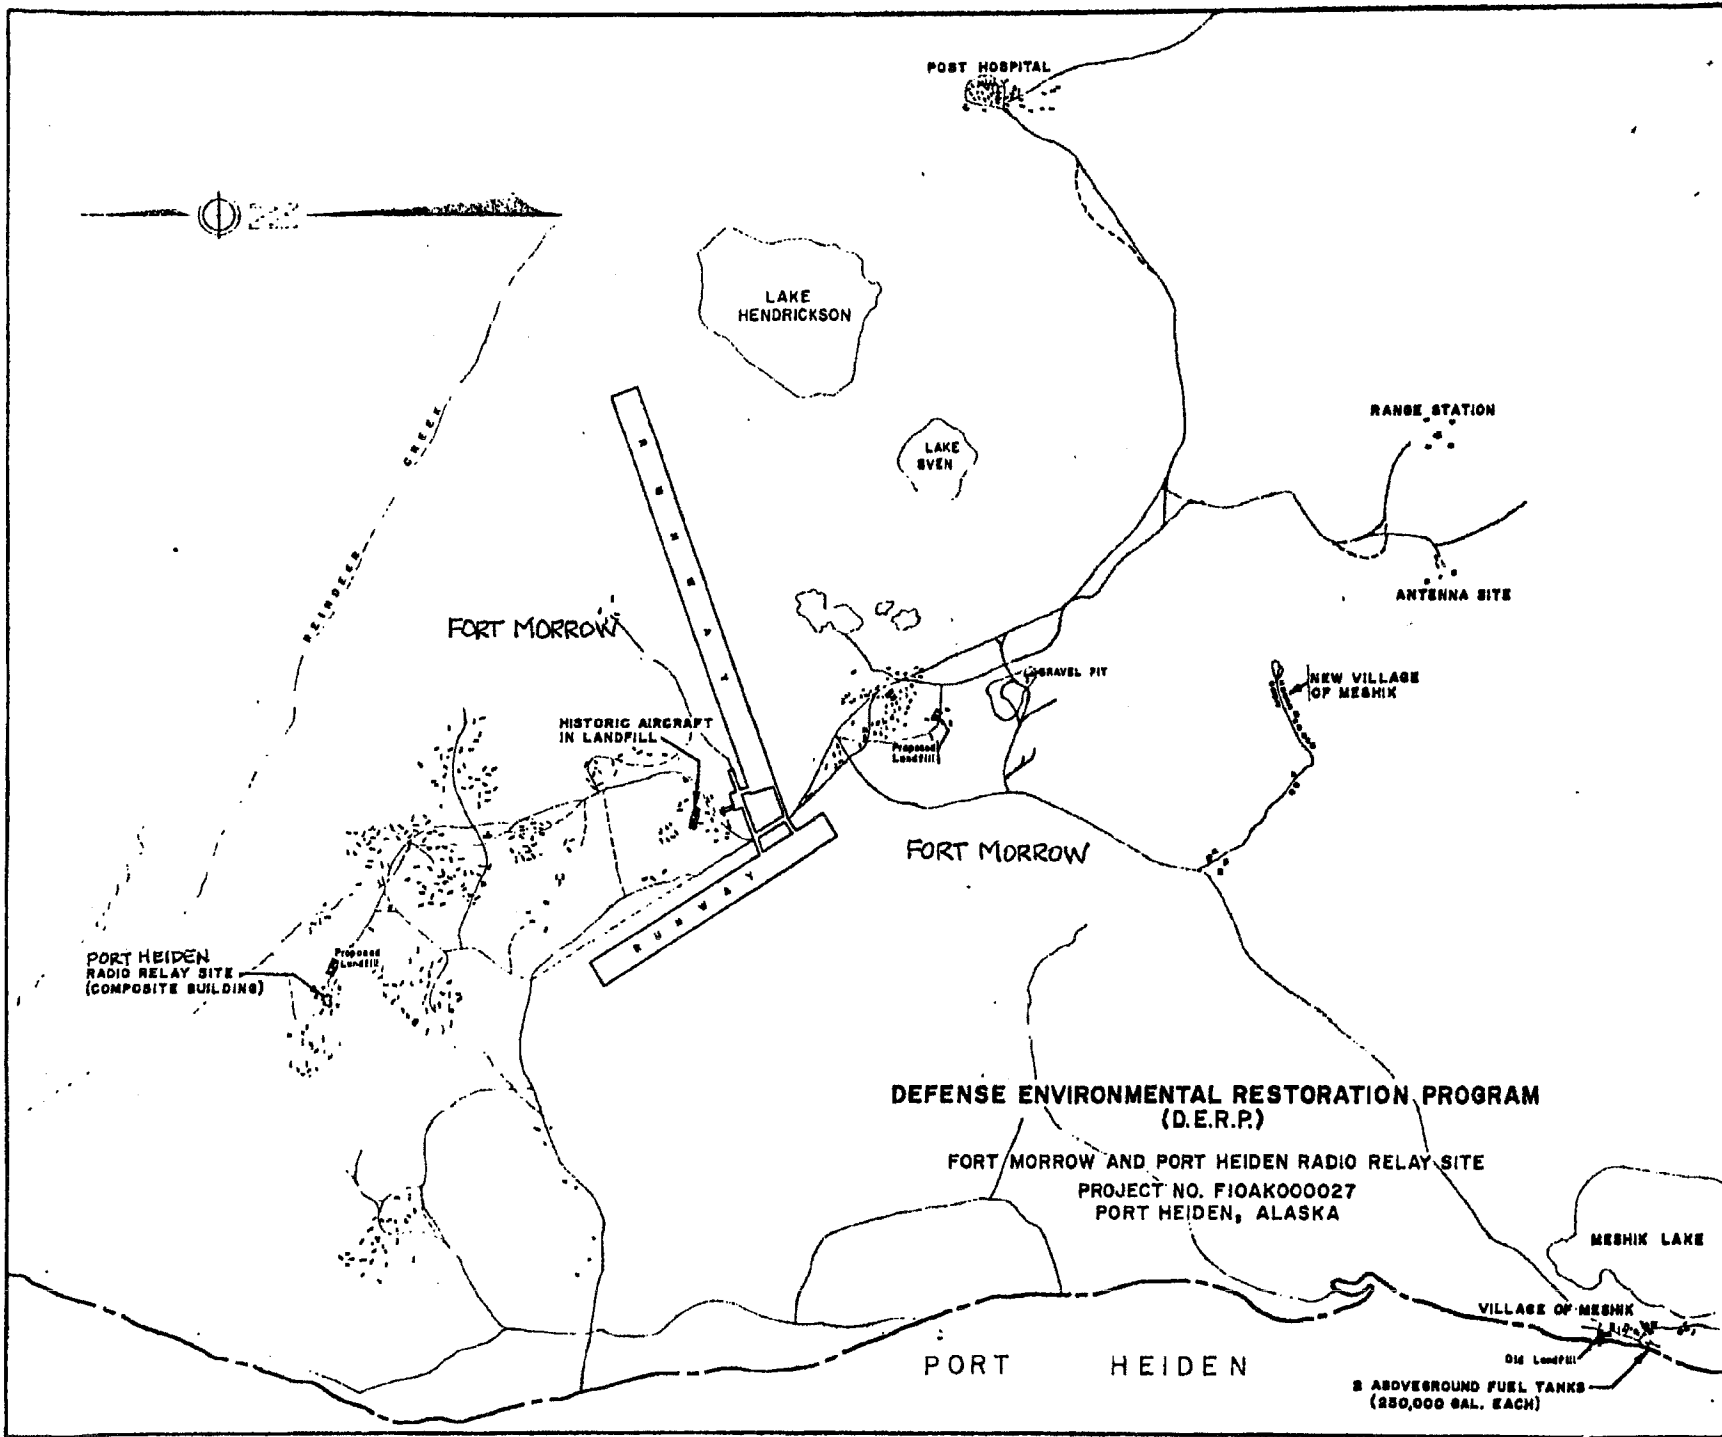 POST HOSPITAL
LAKE
HENDRICKSON
RANGE STATION
LAKE
SVEN
CREEK
REINDEER
RUNWAY
ANTENNA SITE
FORT MORROW
GRAVEL PIT
NEW VILLAGE
OF MESHIK
HISTORIC AIRCRAFT
IN LANDFILL
Proposed
Landfill
FORT MORROW
RUNWAY
PORT HEIDEN
RADIO RELAY SITE
(COMPOSITE BUILDING)
Proposed
Landfill
DEFENSE ENVIRONMENTAL RESTORATION PROGRAM
(D.E.R.P.)
FORT MORROW AND PORT HEIDEN RADIO RELAY SITE
PROJECT NO. F10AK000027
PORT HEIDEN, ALASKA
MESHIK LAKE
VILLAGE OF MESHIK
Old Landfill
PORT HEIDEN
2 ABOVEGROUND FUEL TANKS
(250,000 GAL. EACH)